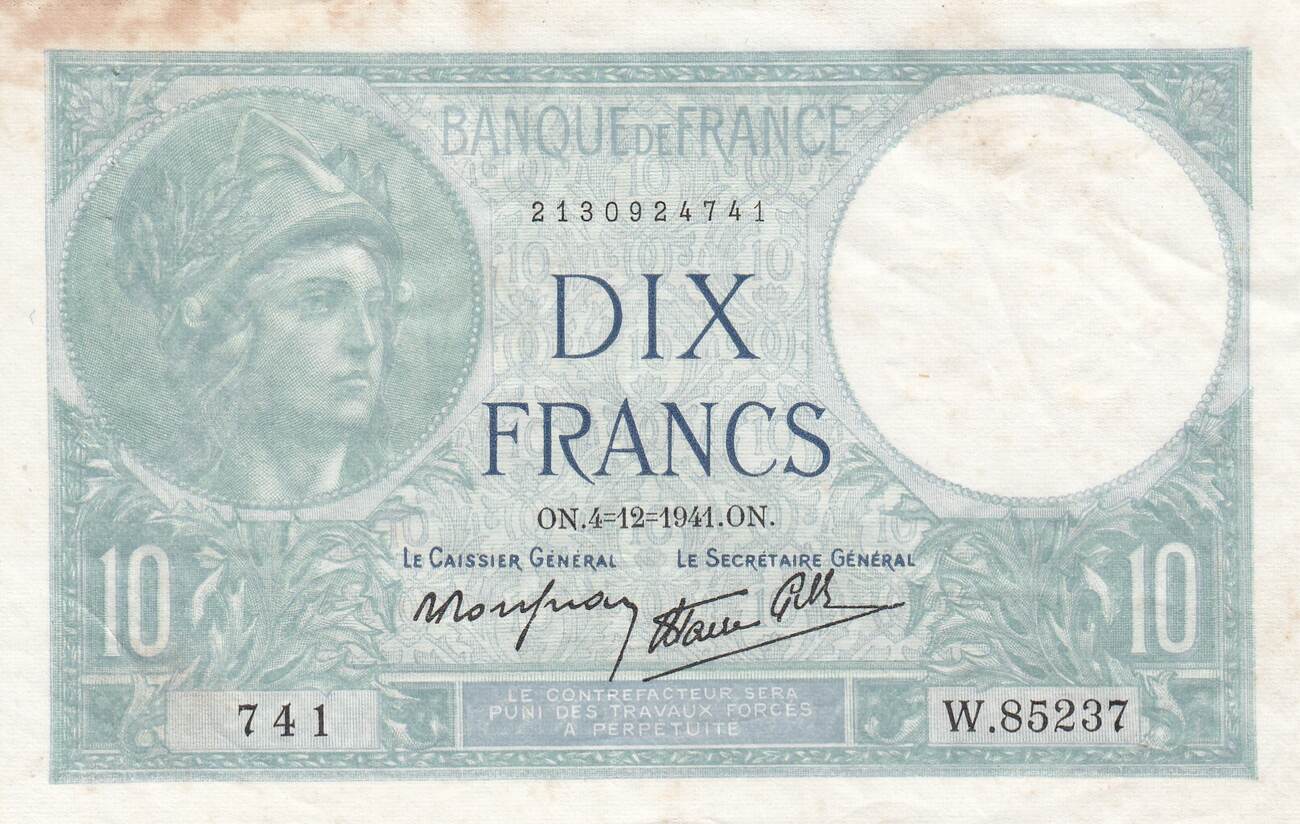 BANQUE DE FRANCE
2130924741
DIX
FRANCS
ON.4=12=1941.ON.
LE CAISSIER GÉNÉRAL LE SECRÉTAIRE GÉNÉRAL
10 10
LE CONTREFACTEUR SERA
PUNI DES TRAVAUX FORCÉS
À PERPÉTUITÉ
741 W.85237